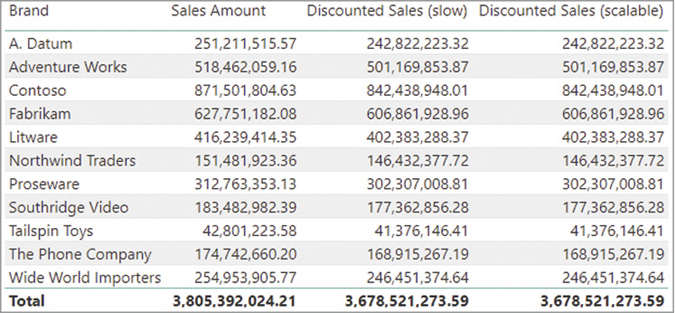 Brand Sales Amount Discounted Sales (slow) Discounted Sales (scalable)
A. Datum 251,211,515.57 242,822,223.32 242,822,223.32
Adventure Works 518,462,059.16 501,169,853.87 501,169,853.87
Contoso 871,501,804.63 842,438,948.01 842,438,948.01
Fabrikam 627,751,182.08 606,861,928.96 606,861,928.96
Litware 416,239,414.35 402,383,288.37 402,383,288.37
Northwind Traders 151,481,923.36 146,432,377.72 146,432,377.72
Proseware 312,763,353.13 302,307,008.81 302,307,008.81
Southridge Video 183,482,982.39 177,362,856.28 177,362,856.28
Tailspin Toys 42,801,223.58 41,376,146.41 41,376,146.41
The Phone Company 174,742,660.20 168,915,267.19 168,915,267.19
Wide World Importers 254,953,905.77 246,451,374.64 246,451,374.64
Total 3,805,392,024.21 3,678,521,273.59 3,678,521,273.59